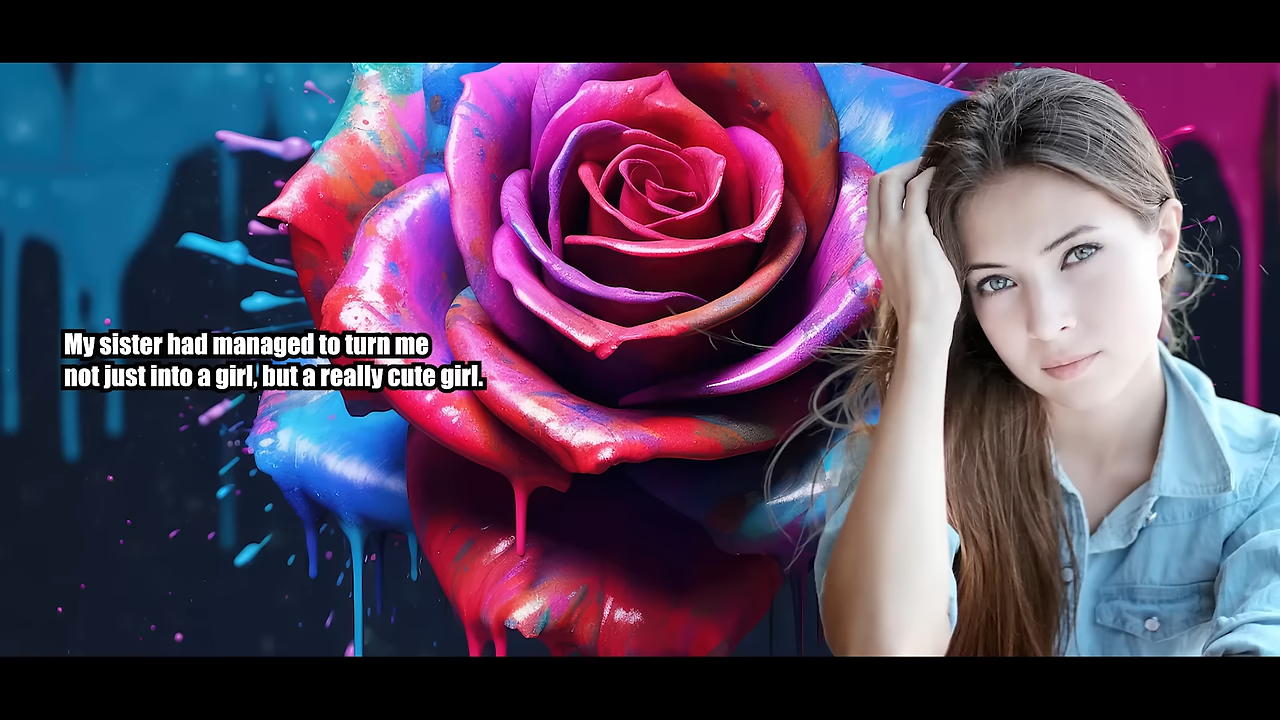 My sister had managed to turn me
not just into a girl, but a really cute girl.